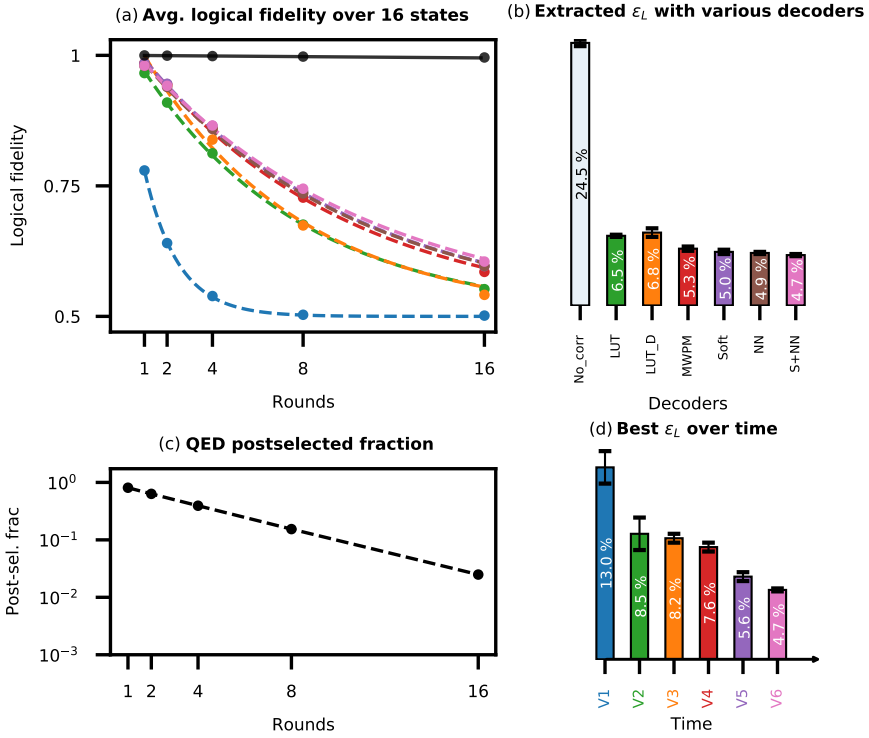 (a) Avg. logical fidelity over 16 states
Logical fidelity
1
0.75
0.5
1 2 4 8 16
Rounds
(b) Extracted ε_L with various decoders
24.5 %
6.5 %
6.8 %
5.3 %
5.0 %
4.9 %
4.7 %
No_corr
LUT
LUT_D
MWPM
Soft
NN
S+NN
Decoders
(c) QED postselected fraction
Post-sel. frac
10⁰
10⁻¹
10⁻²
10⁻³
1 2 4 8 16
Rounds
(d) Best ε_L over time
13.0 %
8.5 %
8.2 %
7.6 %
5.6 %
4.7 %
V1
V2
V3
V4
V5
V6
Time